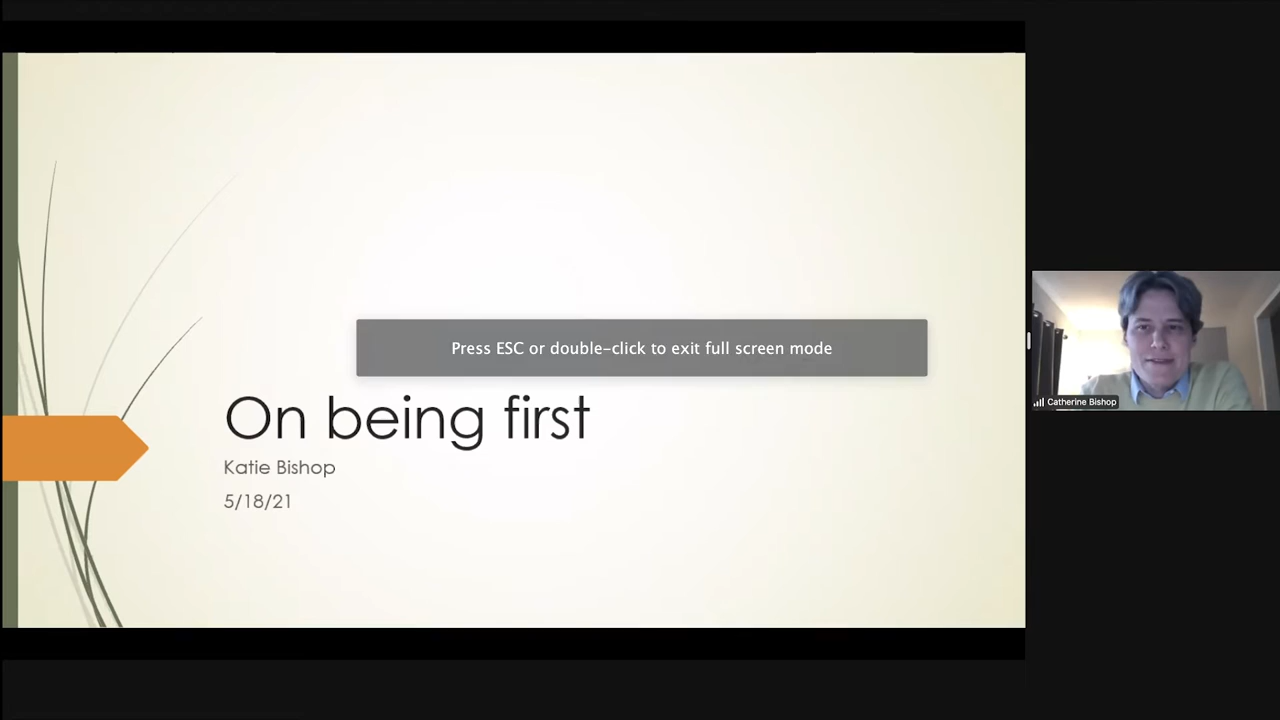 Press ESC or double-click to exit full screen mode
On being first
Katie Bishop
5/18/21
Catherine Bishop